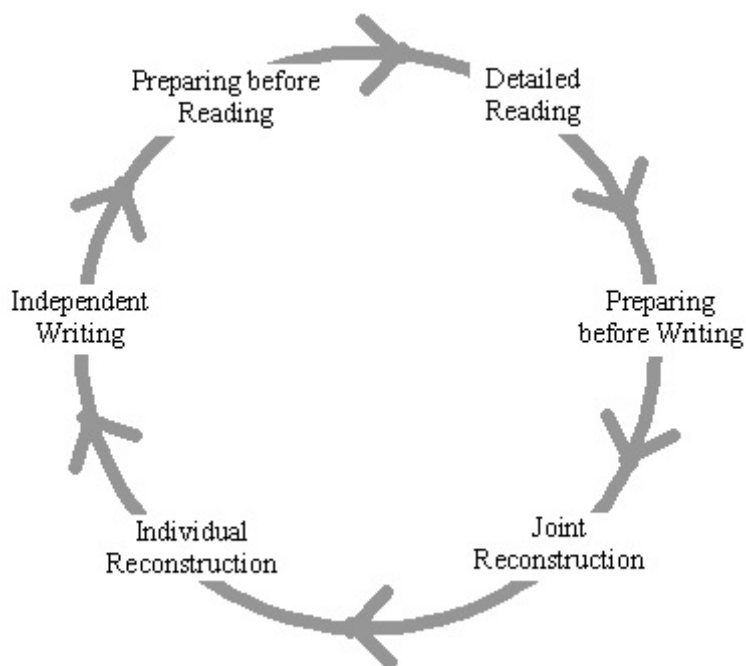 Preparing before
Reading
Detailed
Reading
Preparing
before Writing
Joint
Reconstruction
Individual
Reconstruction
Independent
Writing